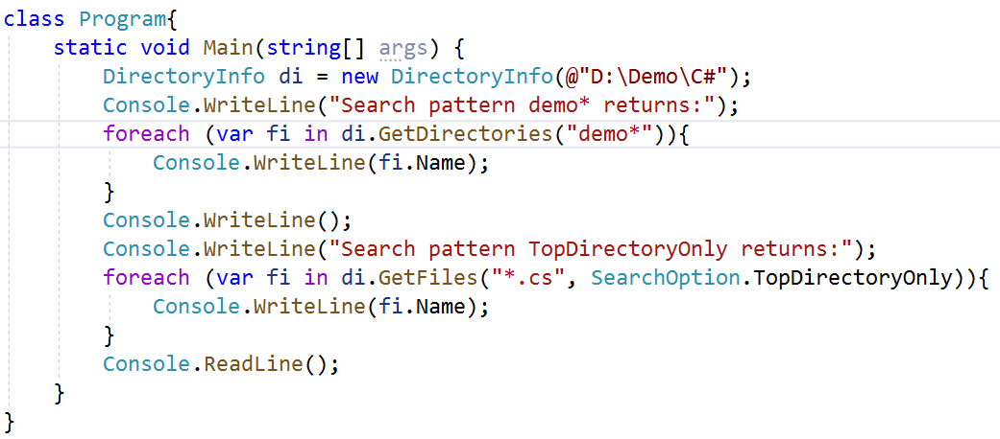 class Program{
    static void Main(string[] args) {
        DirectoryInfo di = new DirectoryInfo(@"D:\Demo\C#");
        Console.WriteLine("Search pattern demo* returns:");
        foreach (var fi in di.GetDirectories("demo*")){
            Console.WriteLine(fi.Name);
        }
        Console.WriteLine();
        Console.WriteLine("Search pattern TopDirectoryOnly returns:");
        foreach (var fi in di.GetFiles("*.cs", SearchOption.TopDirectoryOnly)){
            Console.WriteLine(fi.Name);
        }
        Console.ReadLine();
    }
}